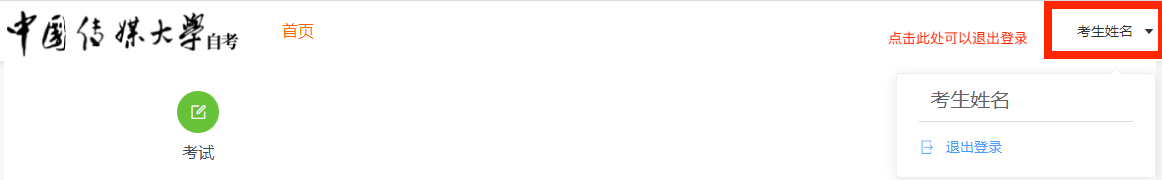 中国传媒大学自考
首页
点击此处可以退出登录
考生姓名
考生姓名
考试
退出登录